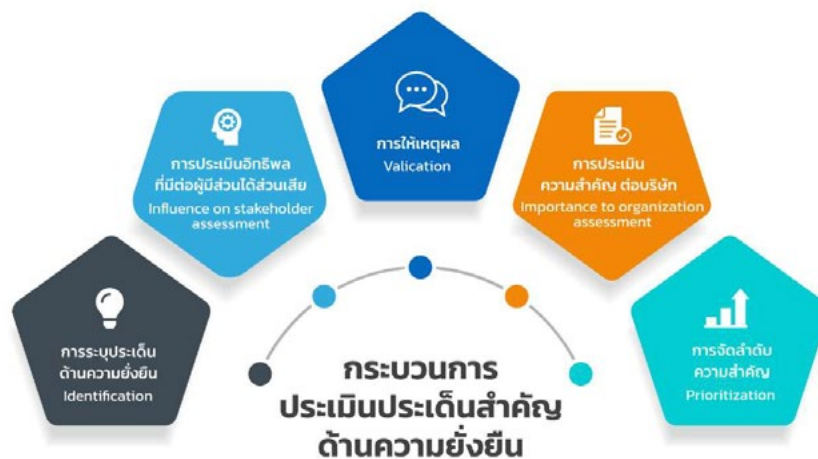 การระบุประเด็น
ด้านความยั่งยืน
Identification
การประเมินอิทธิพล
ที่มีต่อผู้มีส่วนได้ส่วนเสีย
Influence on stakeholder
assessment
การให้เหตุผล
Valication
การประเมิน
ความสำคัญ ต่อบริษัท
Importance to organization
assessment
การจัดลำดับ
ความสำคัญ
Prioritization
กระบวนการ
ประเมินประเด็นสำคัญ
ด้านความยั่งยืน